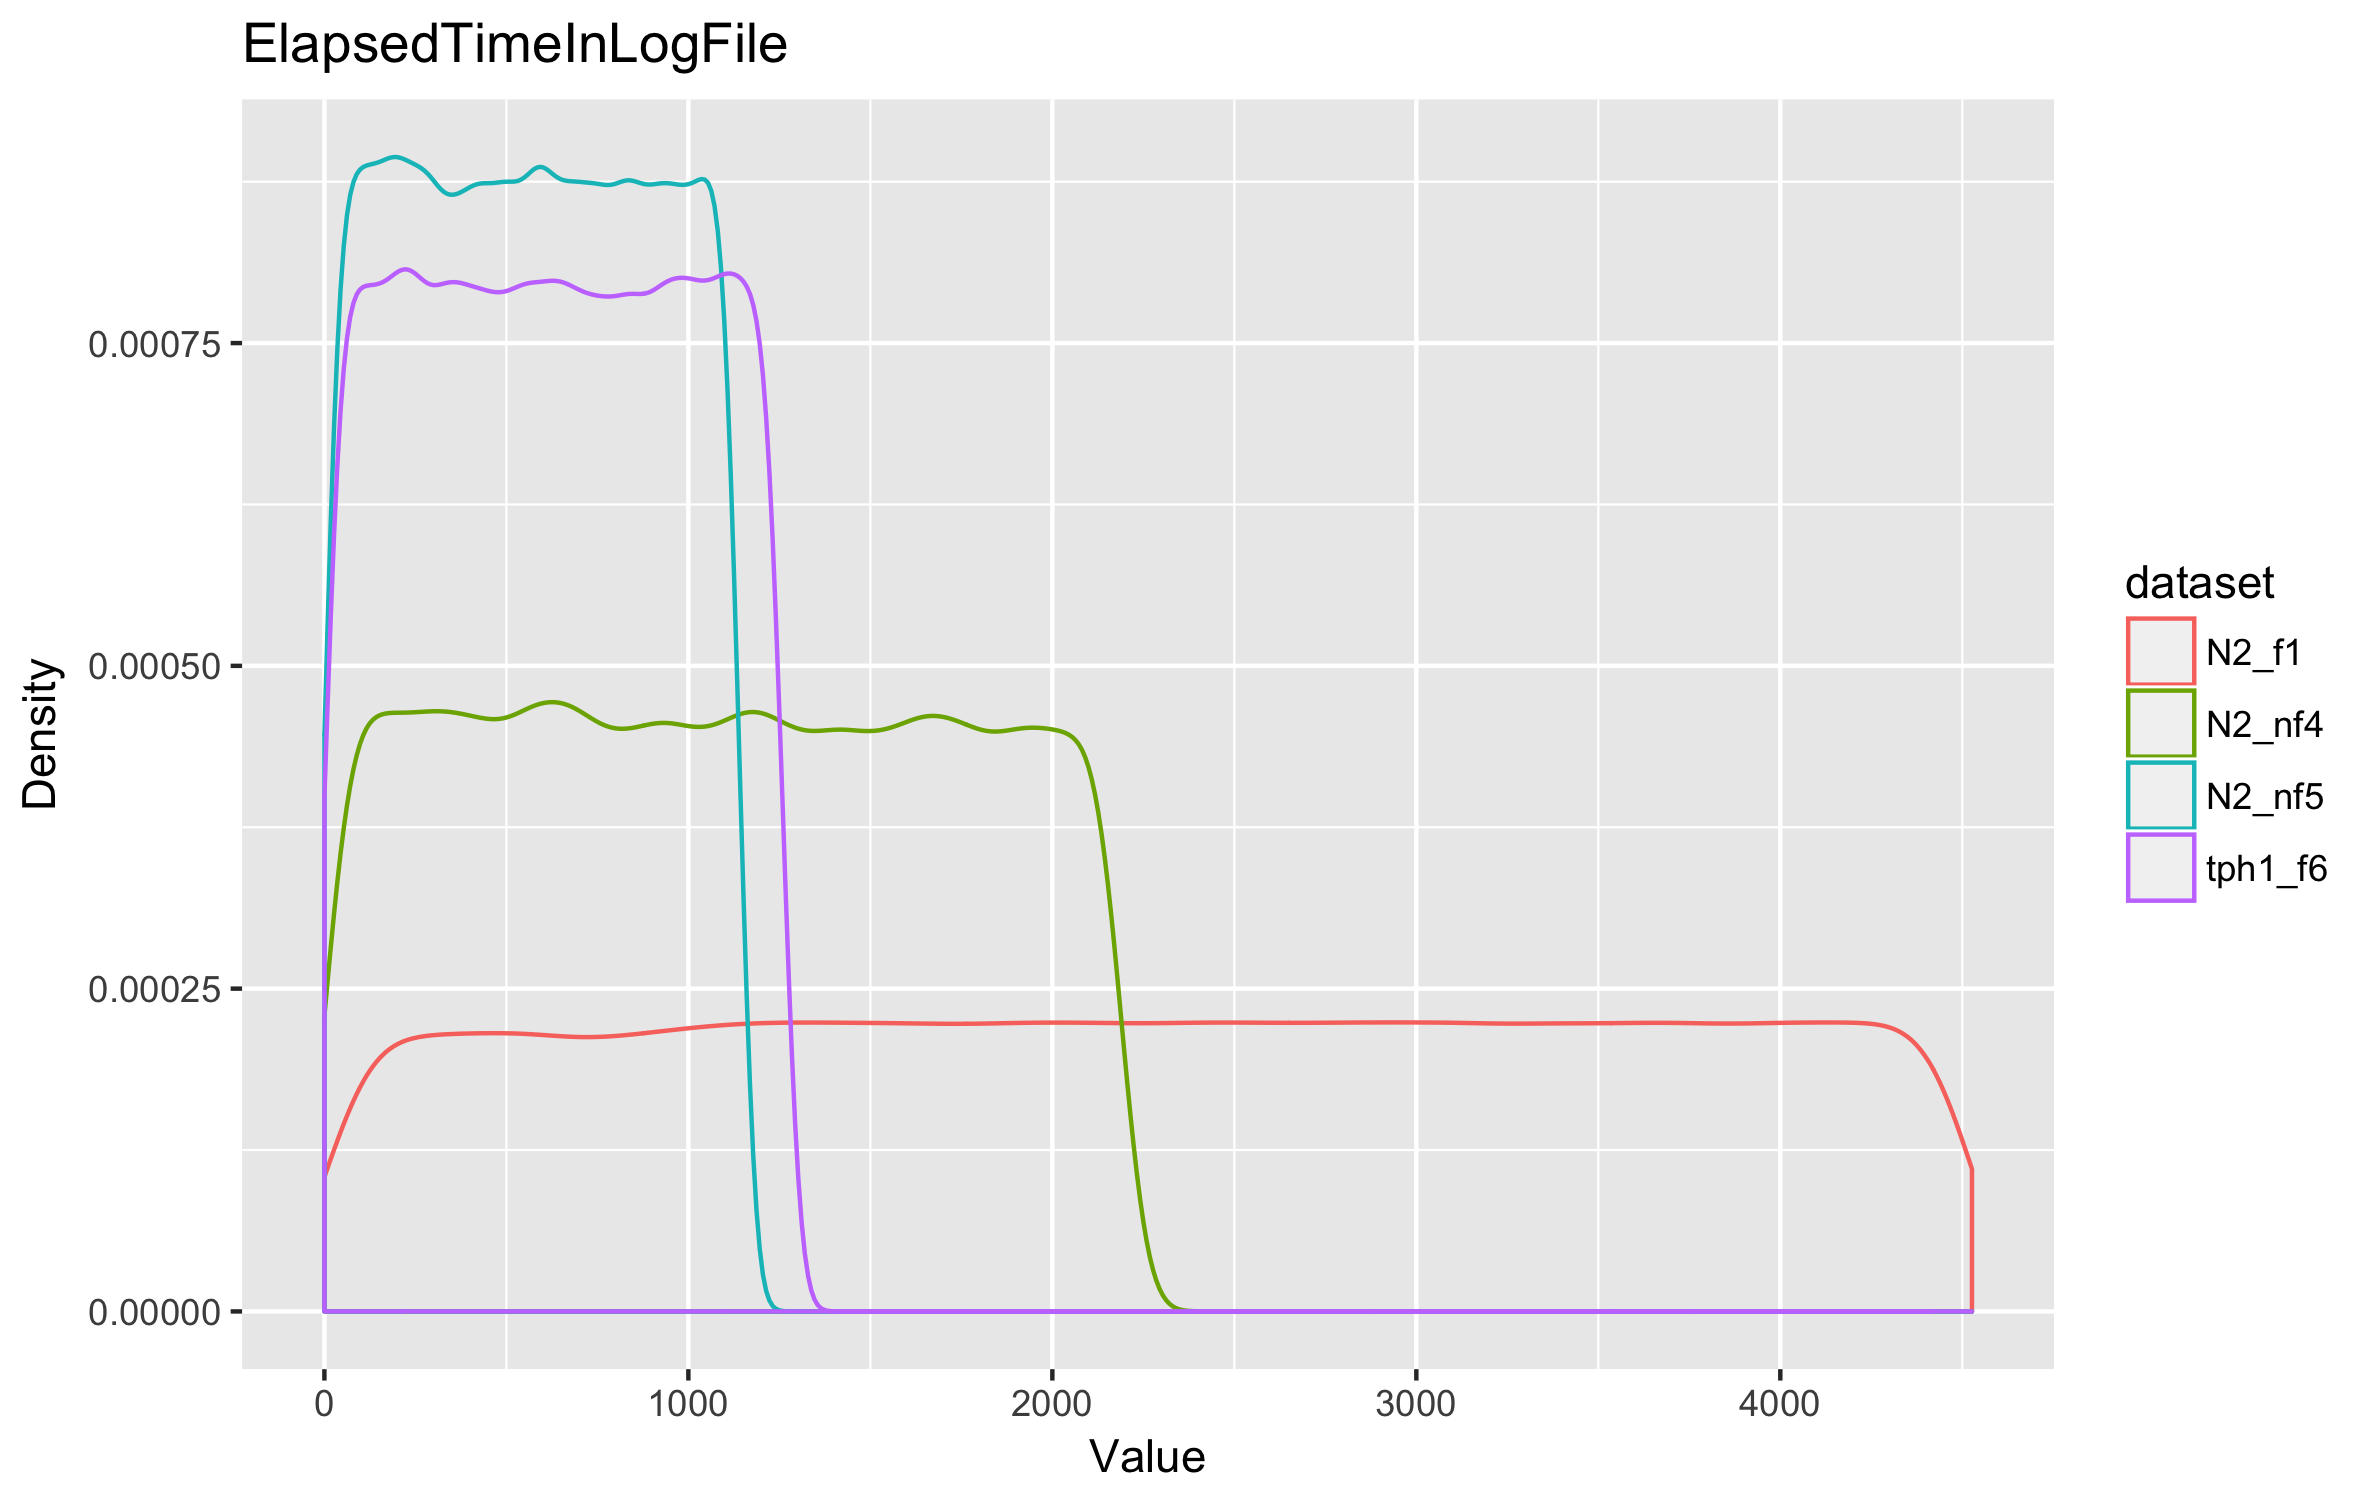 ElapsedTimeInLogFile
0.00075
0.00050
0.00025
0.00000
Density
0 1000 2000 3000 4000
Value
dataset
N2_f1
N2_nf4
N2_nf5
tph1_f6